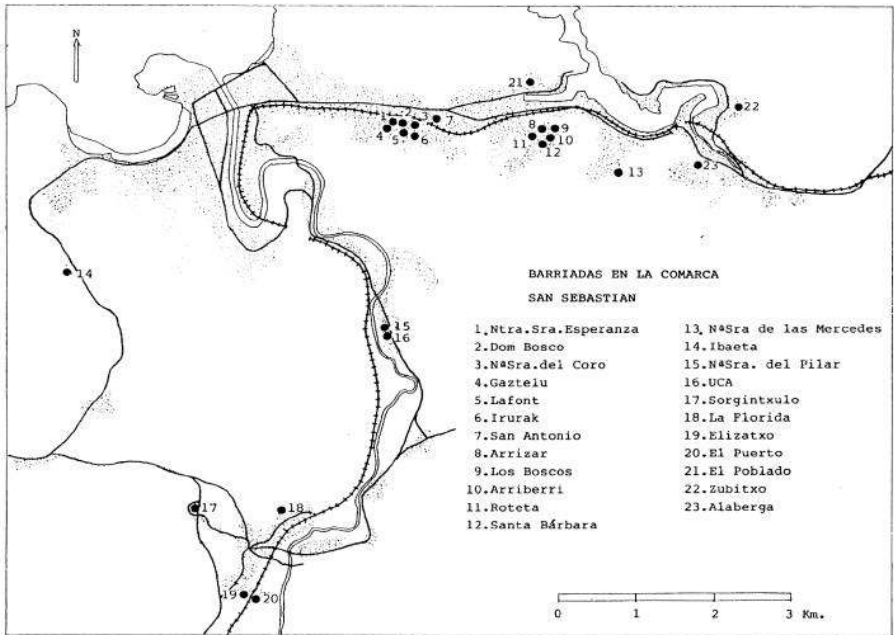 N
21
22
1 2 3 7
4 5 6
8 9
11 10
12
13
23
14
15
16
17
18
19 20
BARRIADAS EN LA COMARCA
SAN SEBASTIAN
1.Ntra.Sra.Esperanza
2.Dom Bosco
3.NªSra.del Coro
4.Gaztelu
5.Lafont
6.Irurak
7.San Antonio
8.Arrizar
9.Los Boscos
10.Arriberri
11.Roteta
12.Santa Bárbara
13.NªSra de las Mercedes
14.Ibaeta
15.NªSra. del Pilar
16.UCA
17.Sorgintxulo
18.La Florida
19.Elizatxo
20.El Puerto
21.El Poblado
22.Zubitxo
23.Alaberga
0 1 2 3 Km.